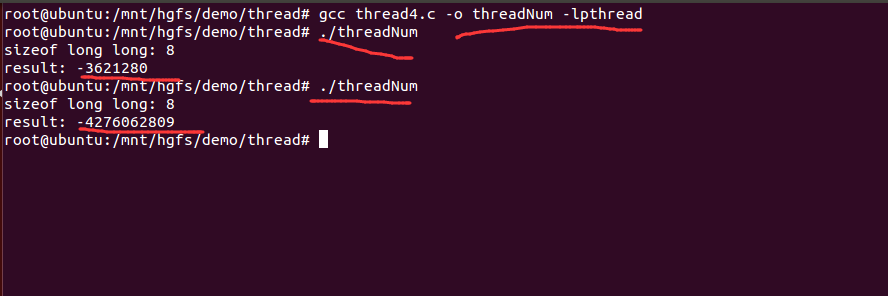 root@ubuntu:/mnt/hgfs/demo/thread# gcc thread4.c -o threadNum -lpthread
root@ubuntu:/mnt/hgfs/demo/thread# ./threadNum
sizeof long long: 8
result: -3621280
root@ubuntu:/mnt/hgfs/demo/thread# ./threadNum
sizeof long long: 8
result: -4276062809
root@ubuntu:/mnt/hgfs/demo/thread#